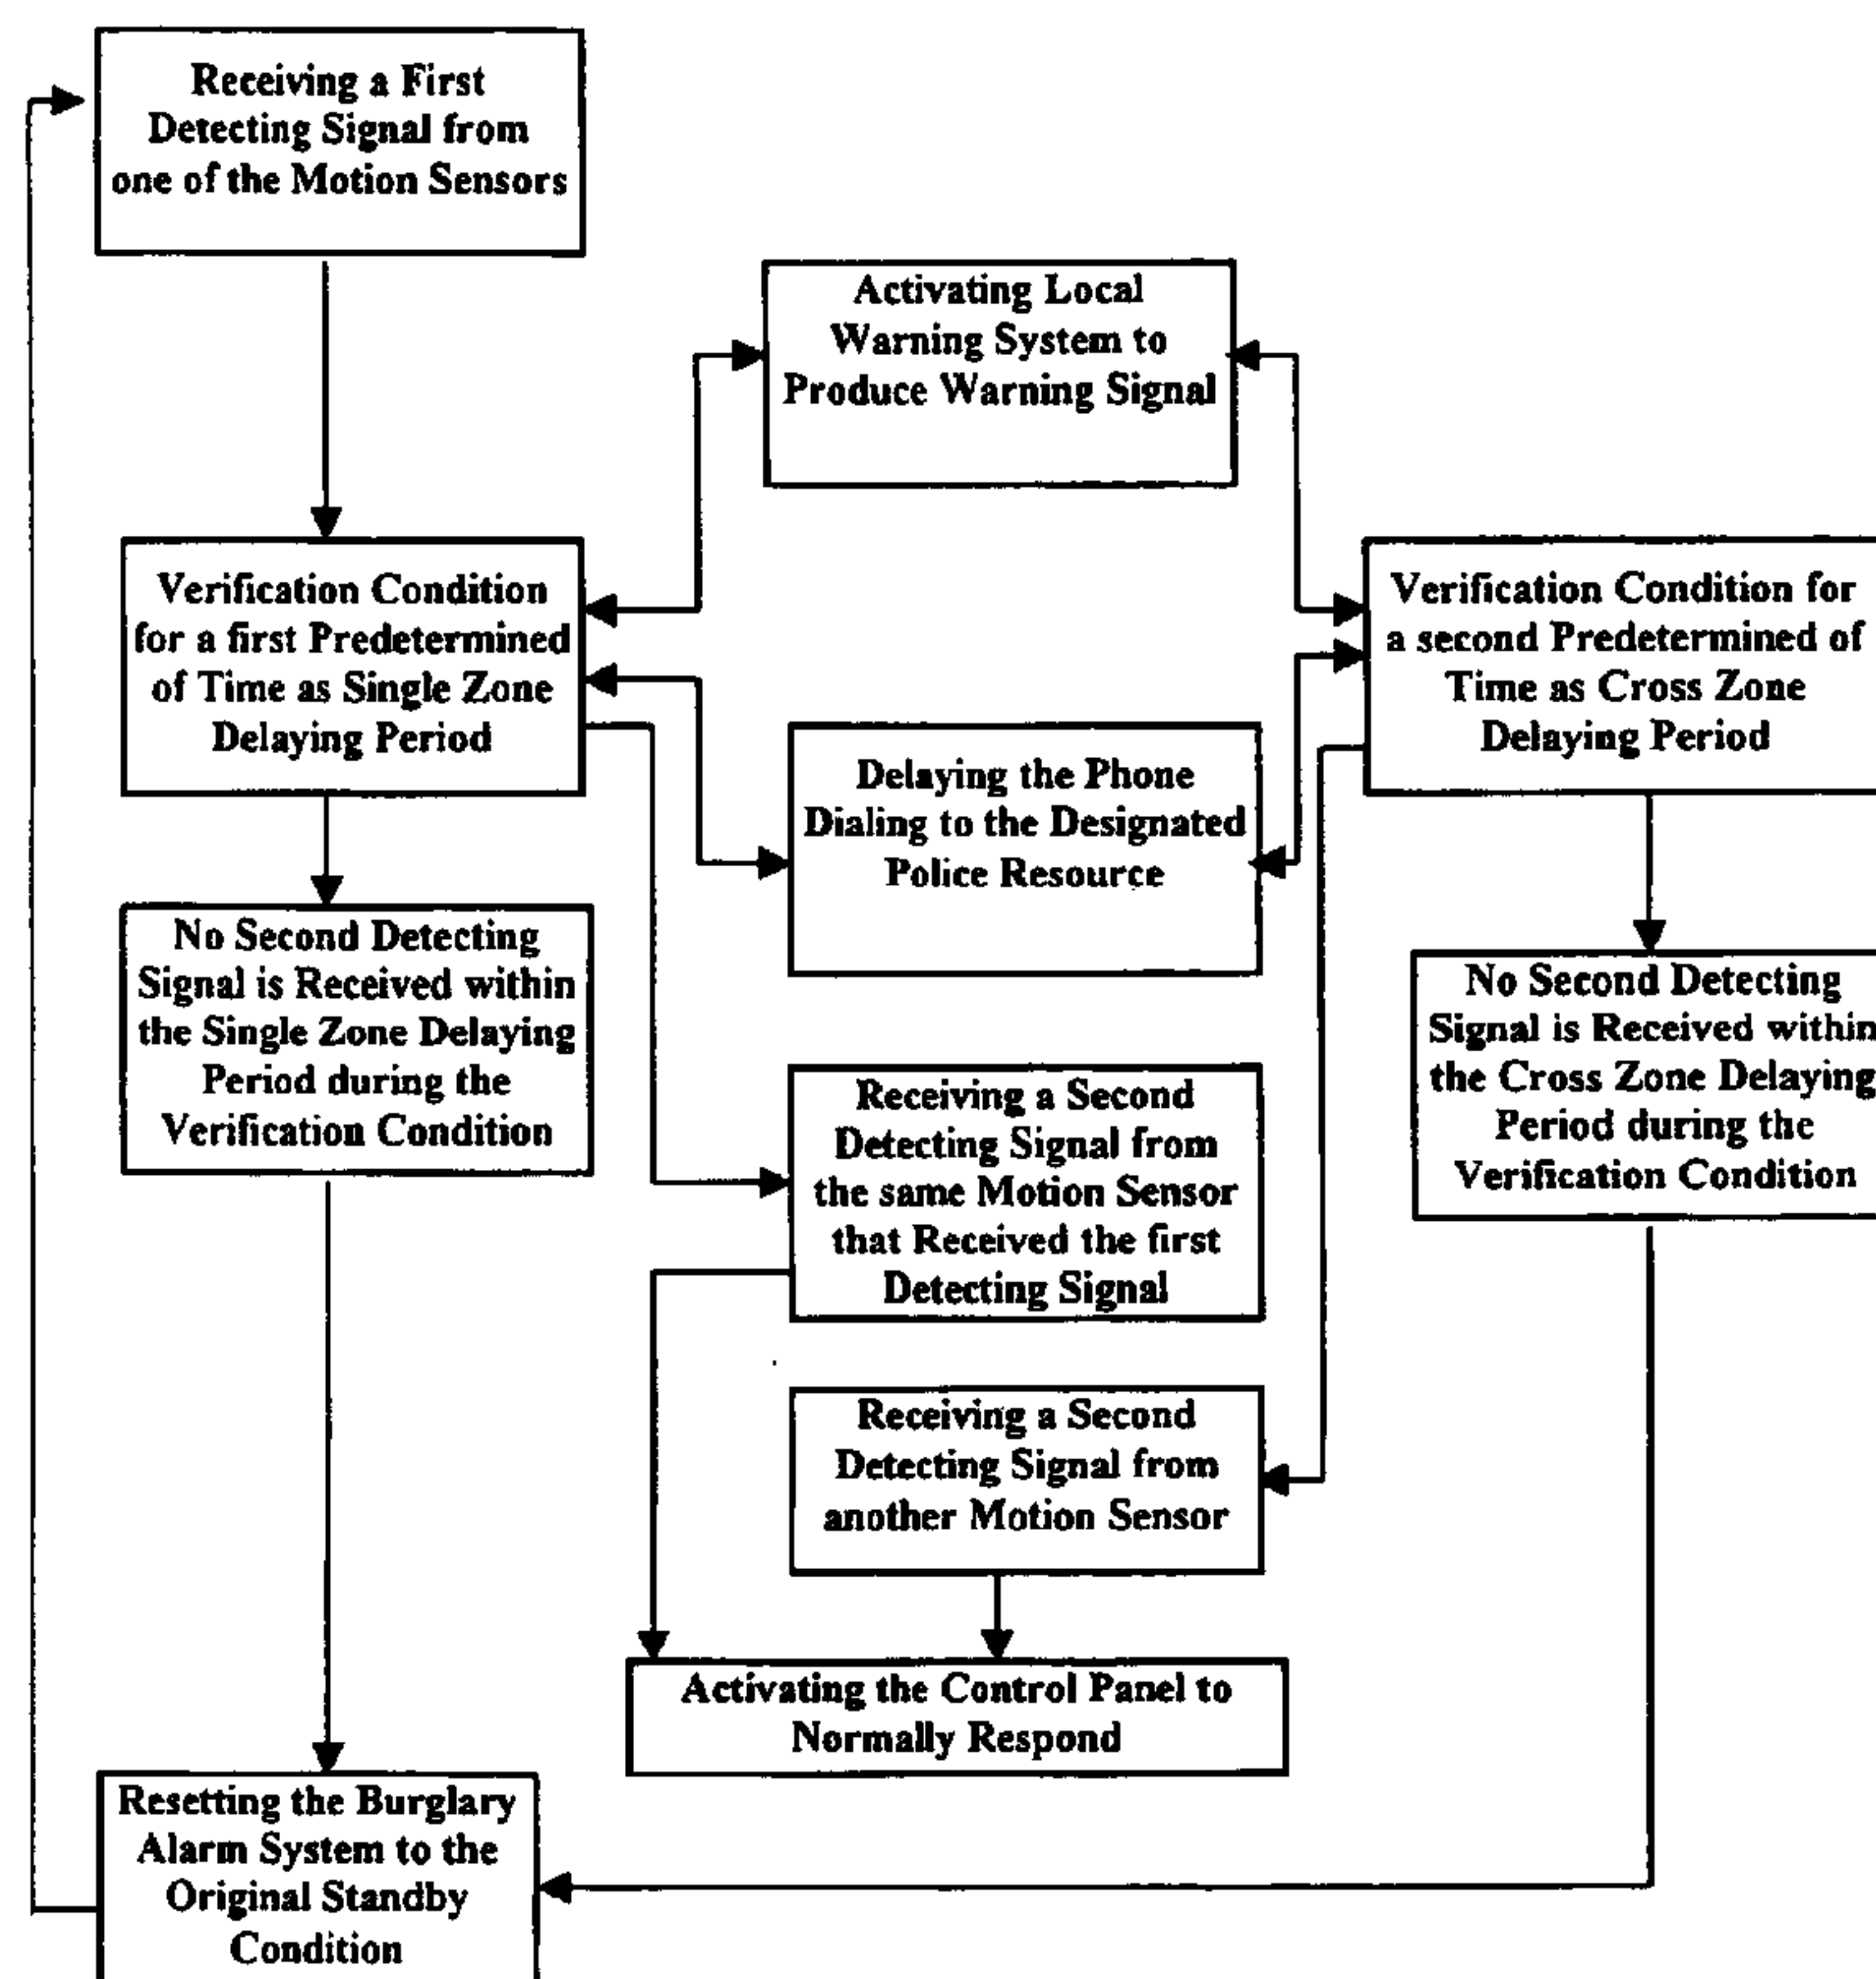 Receiving a First
Detecting Signal from
one of the Motion Sensors
Activating Local
Warning System to
Produce Warning Signal
Verification Condition
for a first Predetermined
of Time as Single Zone
Delaying Period
Verification Condition for
a second Predetermined of
Time as Cross Zone
Delaying Period
Delaying the Phone
Dialing to the Designated
Police Resource
No Second Detecting
Signal is Received within
the Single Zone Delaying
Period during the
Verification Condition
No Second Detecting
Signal is Received within
the Cross Zone Delaying
Period during the
Verification Condition
Receiving a Second
Detecting Signal from
the same Motion Sensor
that Received the first
Detecting Signal
Receiving a Second
Detecting Signal from
another Motion Sensor
Activating the Control Panel to
Normally Respond
Resetting the Burglary
Alarm System to the
Original Standby
Condition